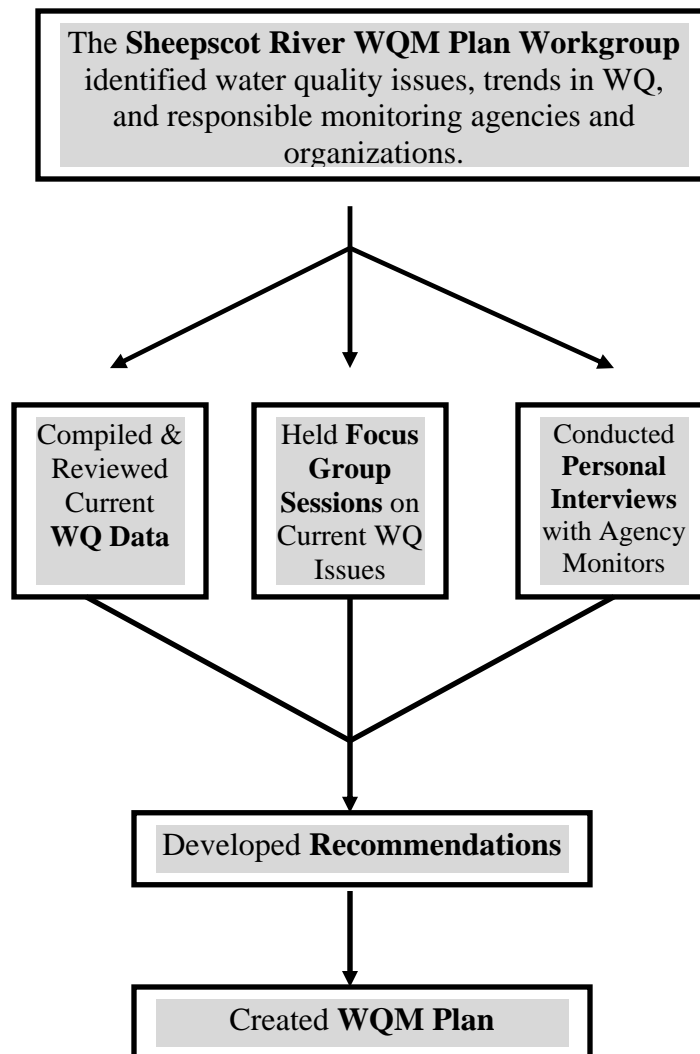 The Sheepscot River WQM Plan Workgroup
identified water quality issues, trends in WQ,
and responsible monitoring agencies and
organizations.
Compiled &
Reviewed
Current
WQ Data
Held Focus
Group
Sessions on
Current WQ
Issues
Conducted
Personal
Interviews
with Agency
Monitors
Developed Recommendations
Created WQM Plan